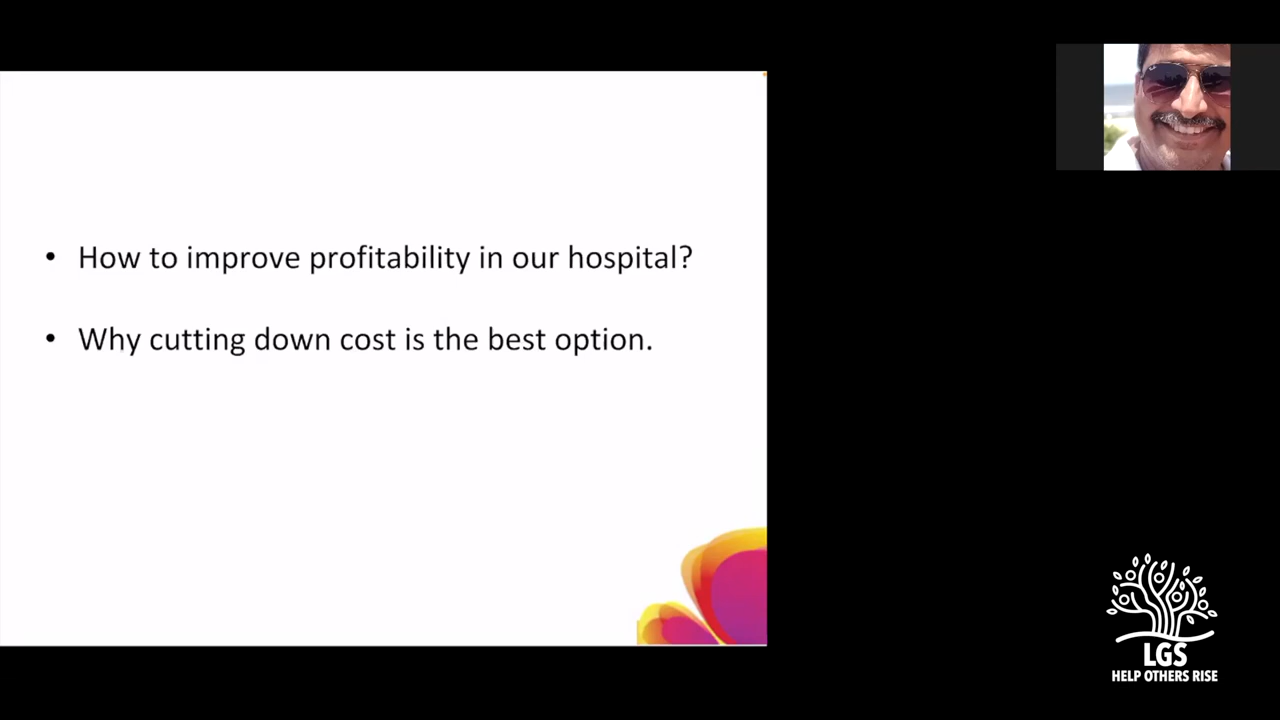 • How to improve profitability in our hospital?
• Why cutting down cost is the best option.
LGS
HELP OTHERS RISE